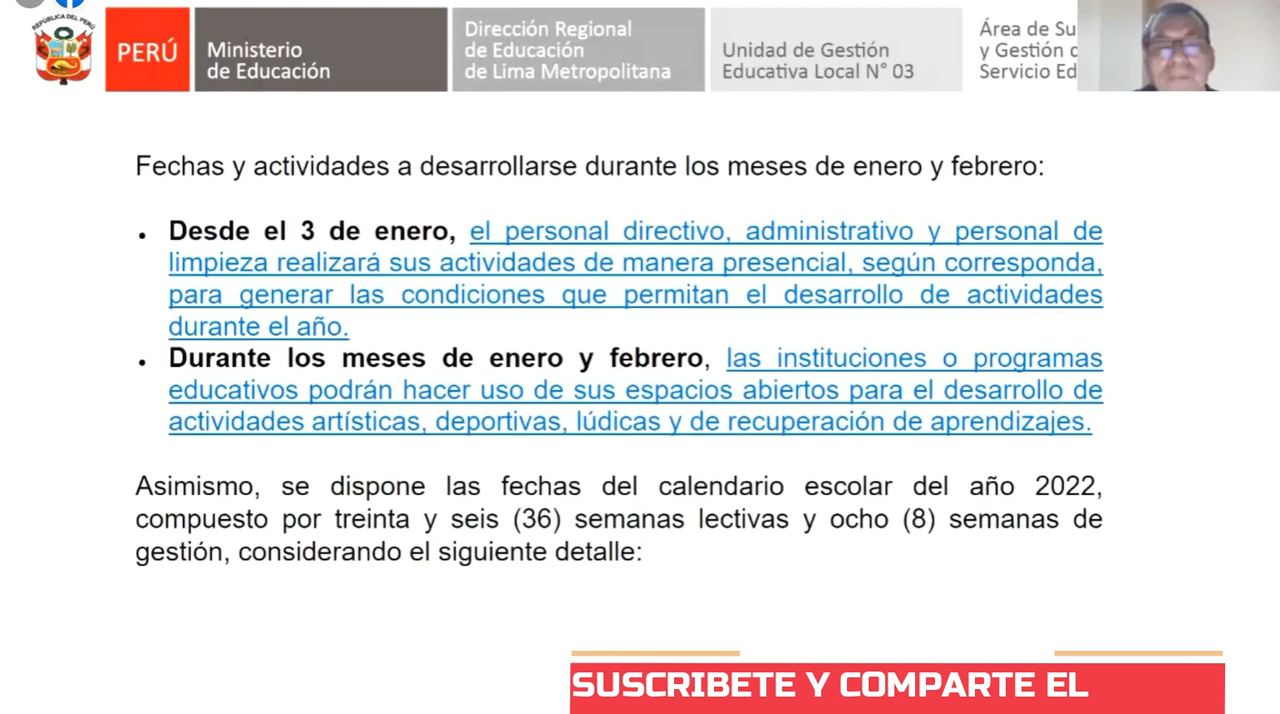 REPÚBLICA DEL PERÚ
PERÚ
Ministerio
de Educación
Dirección Regional
de Educación
de Lima Metropolitana
Unidad de Gestión
Educativa Local N° 03
Área de Su
y Gestión
Servicio Ed
Fechas y actividades a desarrollarse durante los meses de enero y febrero:
• Desde el 3 de enero, el personal directivo, administrativo y personal de
limpieza realizará sus actividades de manera presencial, según corresponda,
para generar las condiciones que permitan el desarrollo de actividades
durante el año.
• Durante los meses de enero y febrero, las instituciones o programas
educativos podrán hacer uso de sus espacios abiertos para el desarrollo de
actividades artísticas, deportivas, lúdicas y de recuperación de aprendizajes.
Asimismo, se dispone las fechas del calendario escolar del año 2022,
compuesto por treinta y seis (36) semanas lectivas y ocho (8) semanas de
gestión, considerando el siguiente detalle:
SUSCRIBETE Y COMPARTE EL